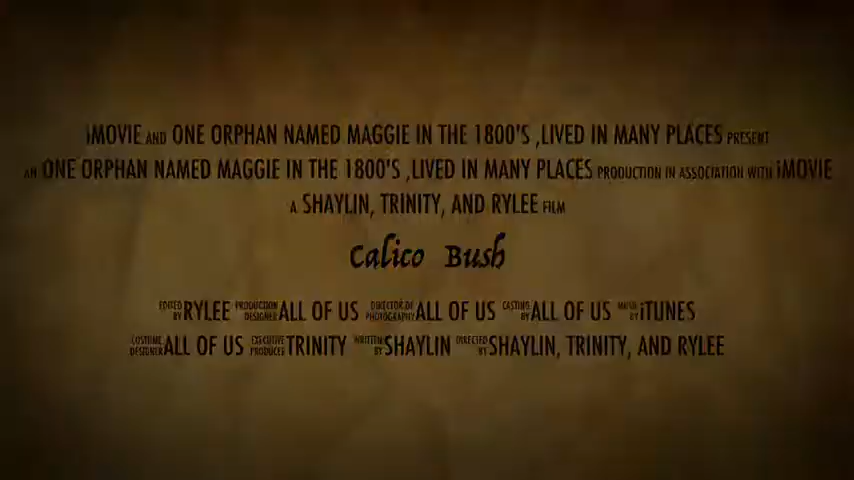 iMOVIE AND ONE ORPHAN NAMED MAGGIE IN THE 1800'S ,LIVED IN MANY PLACES PRESENT
AN ONE ORPHAN NAMED MAGGIE IN THE 1800'S ,LIVED IN MANY PLACES PRODUCTION IN ASSOCIATION WITH iMOVIE
A SHAYLIN, TRINITY, AND RYLEE FILM
Calico Bush
EDITED BY RYLEE PRODUCTION DESIGNER ALL OF US DIRECTOR OF PHOTOGRAPHY ALL OF US CASTING BY ALL OF US MUSIC BY iTUNES
COSTUME DESIGNER ALL OF US EXECUTIVE PRODUCER TRINITY WRITTEN BY SHAYLIN DIRECTED BY SHAYLIN, TRINITY, AND RYLEE